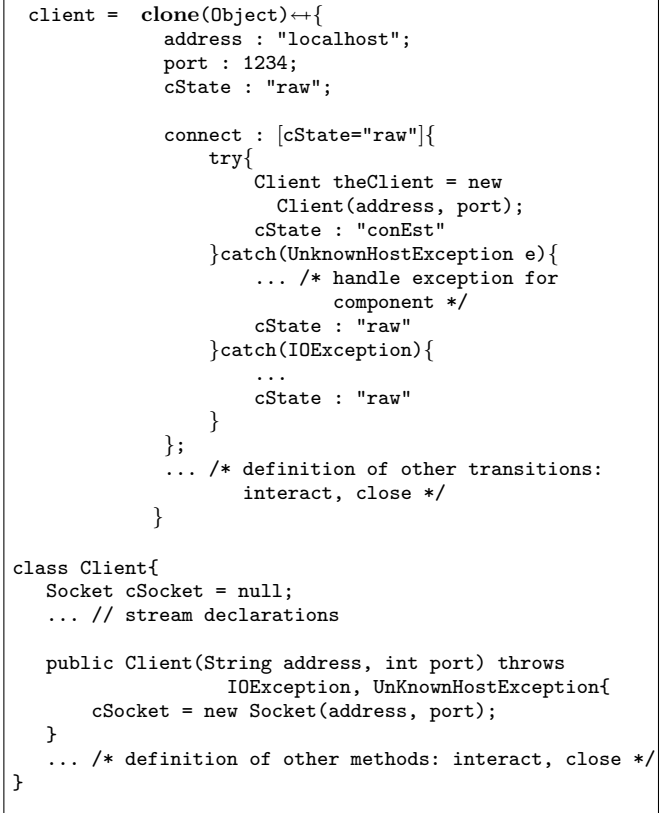 client = clone(Object)↔{
address : "localhost";
port : 1234;
cState : "raw";
connect : [cState="raw"]{
try{
Client theClient = new
Client(address, port);
cState : "conEst"
}catch(UnknownHostException e){
... /* handle exception for
component */
cState : "raw"
}catch(IOException){
...
cState : "raw"
}
};
... /* definition of other transitions:
interact, close */
}
class Client{
Socket cSocket = null;
... // stream declarations
public Client(String address, int port) throws
IOException, UnKnownHostException{
cSocket = new Socket(address, port);
}
... /* definition of other methods: interact, close */
}